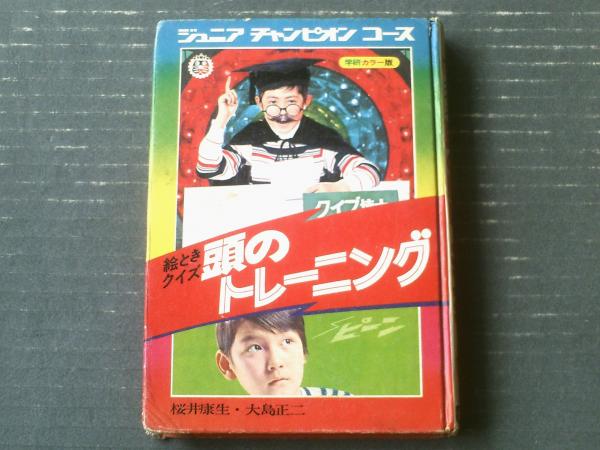 ジュニア チャンピオン コース
学研カラー版
クイズ博士
絵とき
クイズ
頭の
トレーニング
ピーン
桜井康生・大島正二